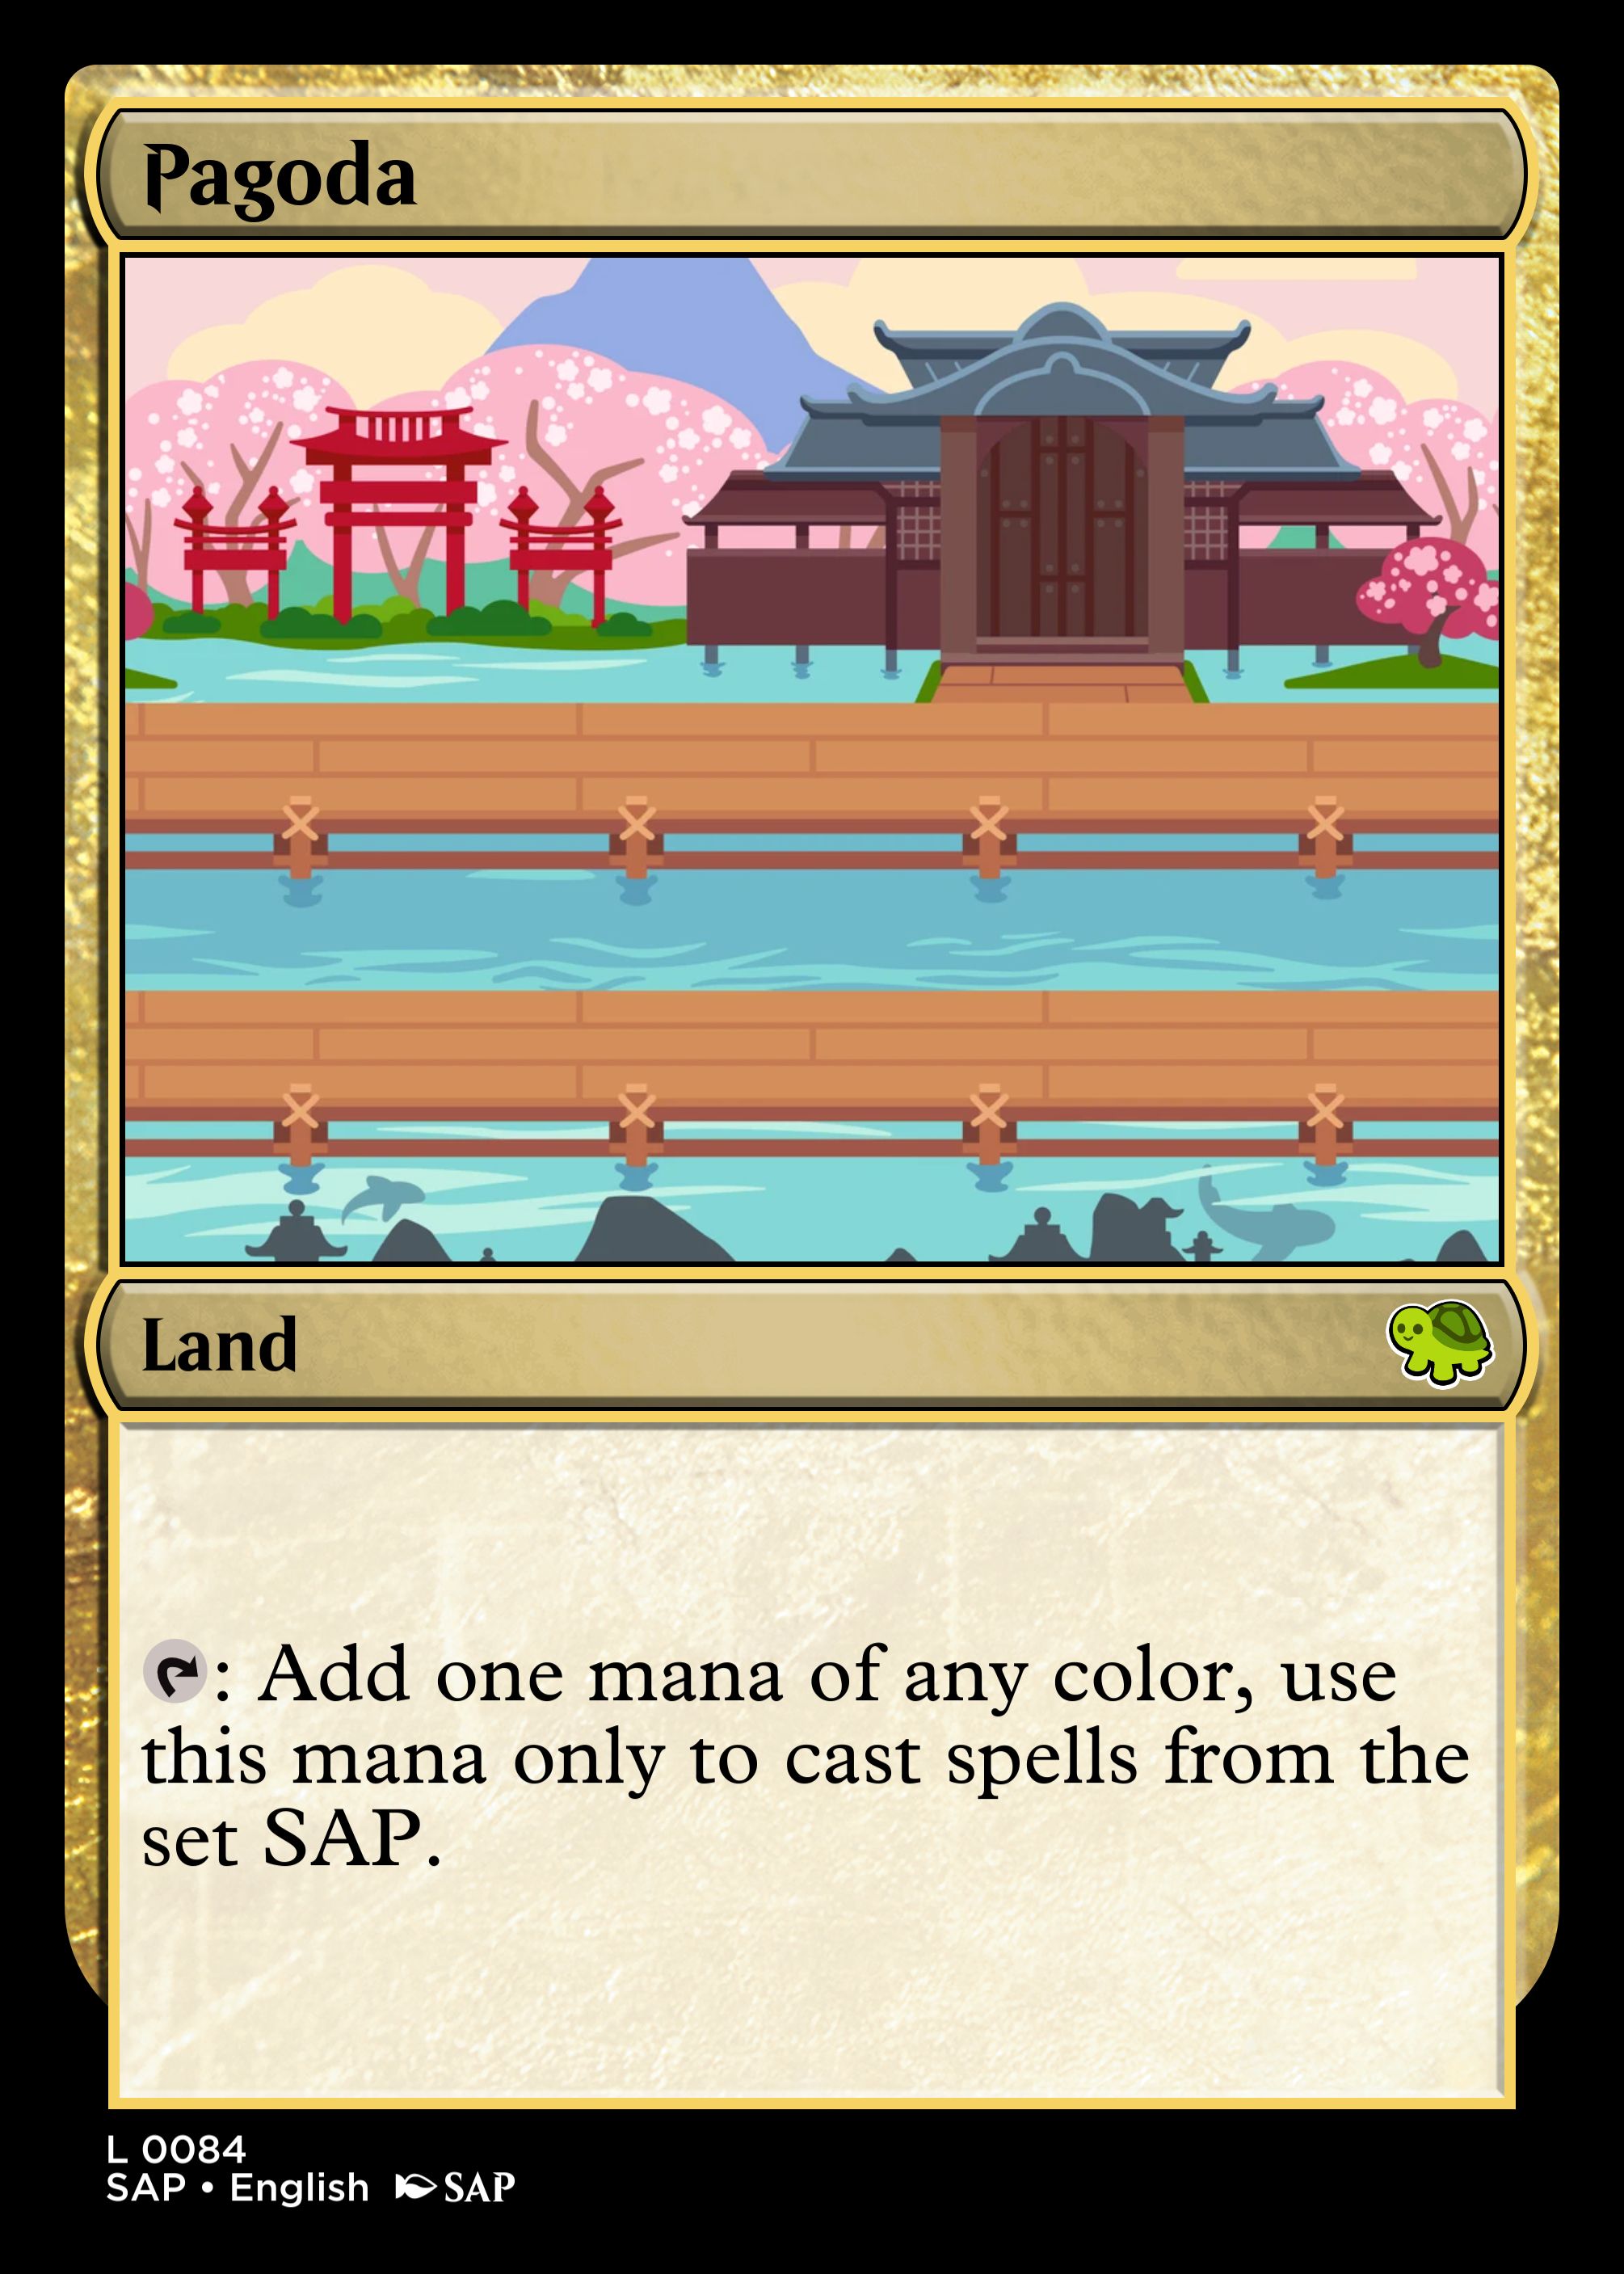 Pagoda
Land
: Add one mana of any color, use
this mana only to cast spells from the
set SAP.
L 0084
SAP • English SAP